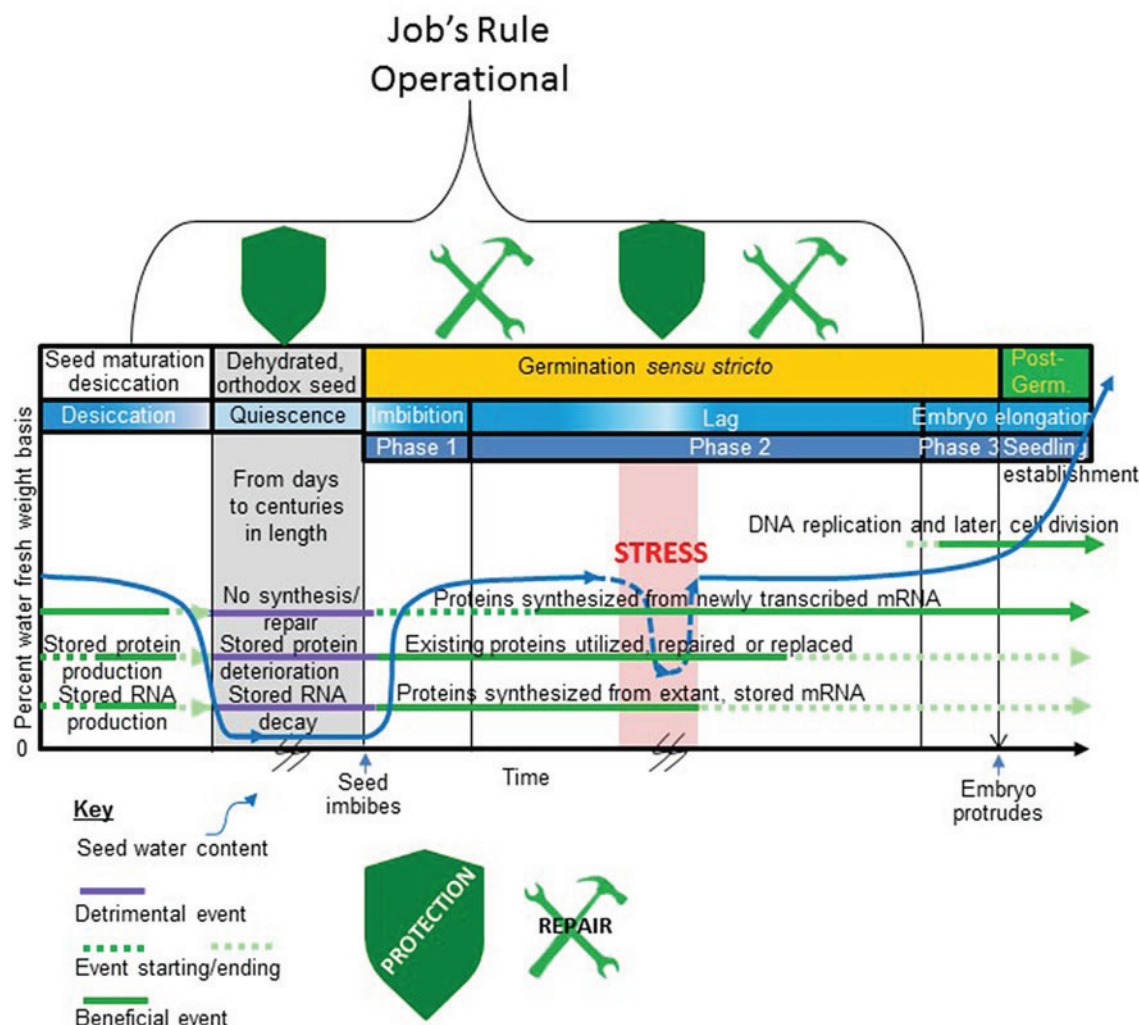 Job's Rule
Operational
Seed maturation
desiccation
Dehydrated,
orthodox seed
Germination sensu stricto
Post-
Germ.
Desiccation
Quiescence
Imbibition
Lag
Embryo elongation
Phase 1
Phase 2
Phase 3
Seedling
establishment
Percent water fresh weight basis
0
From days
to centuries
in length
DNA replication and later, cell division
STRESS
No synthesis/
repair
Proteins synthesized from newly transcribed mRNA
Stored protein
production
Stored protein
deterioration
Existing proteins utilized, repaired or replaced
Stored RNA
production
Stored RNA
decay
Proteins synthesized from extant, stored mRNA
Time
Seed
imbibes
Embryo
protrudes
Key
Seed water content
Detrimental event
Event starting/ending
Beneficial event
PROTECTION
REPAIR